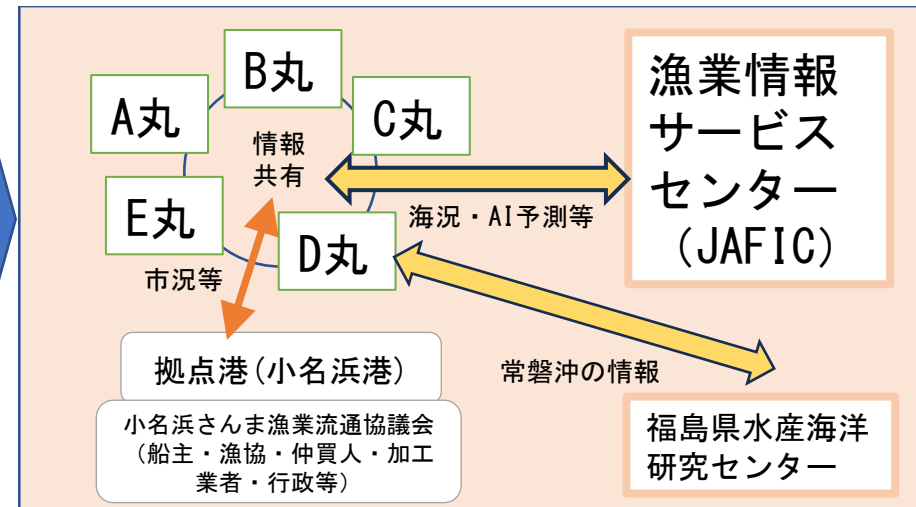 B丸
A丸
C丸
情報
共有
E丸
D丸
海況・AI予測等
市況等
漁業情報
サービス
センター
（JAFIC）
拠点港(小名浜港)
小名浜さんま漁業流通協議会
（船主・漁協・仲買人・加工
業者・行政等）
常磐沖の情報
福島県水産海洋
研究センター